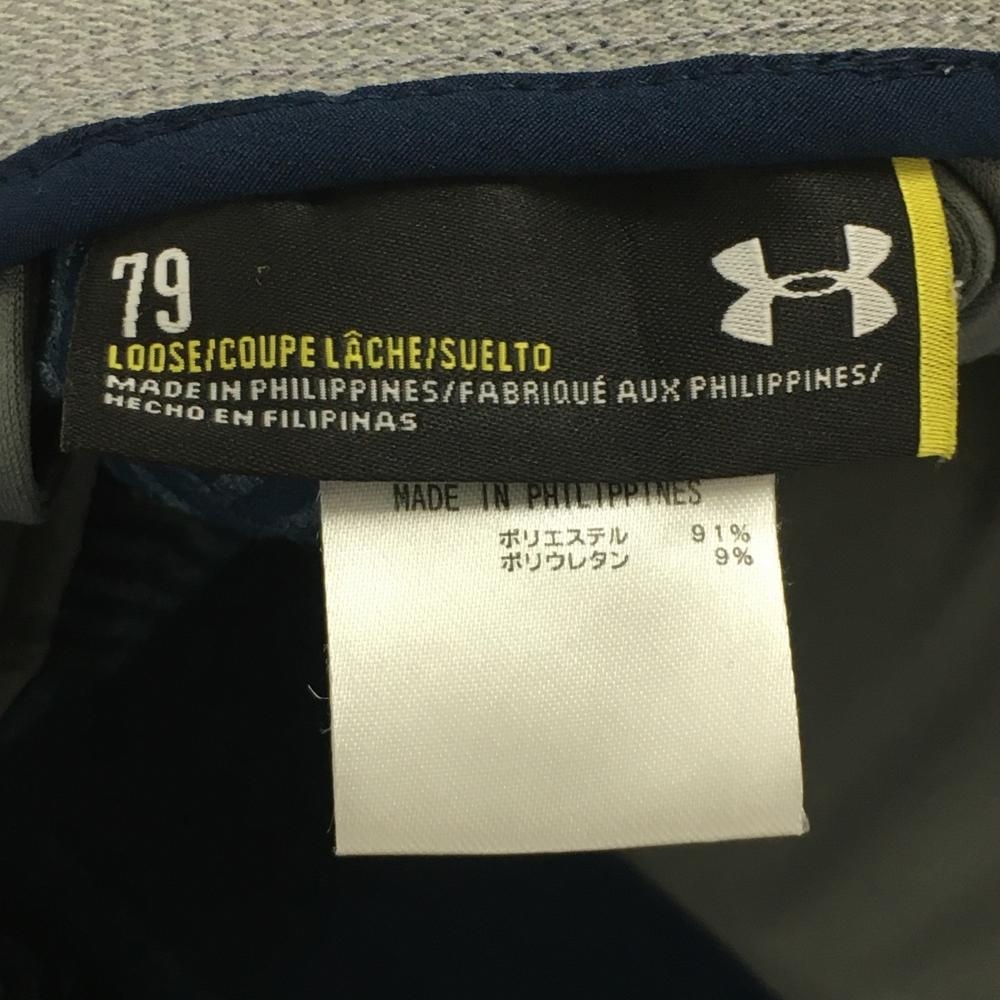 79
LOOSE/COUPE LÂCHE/SUELTO
MADE IN PHILIPPINES/FABRIQUÉ AUX PHILIPPINES/
HECHO EN FILIPINAS
MADE IN PHILIPPINES
ポリエステル 91%
ポリウレタン 9%